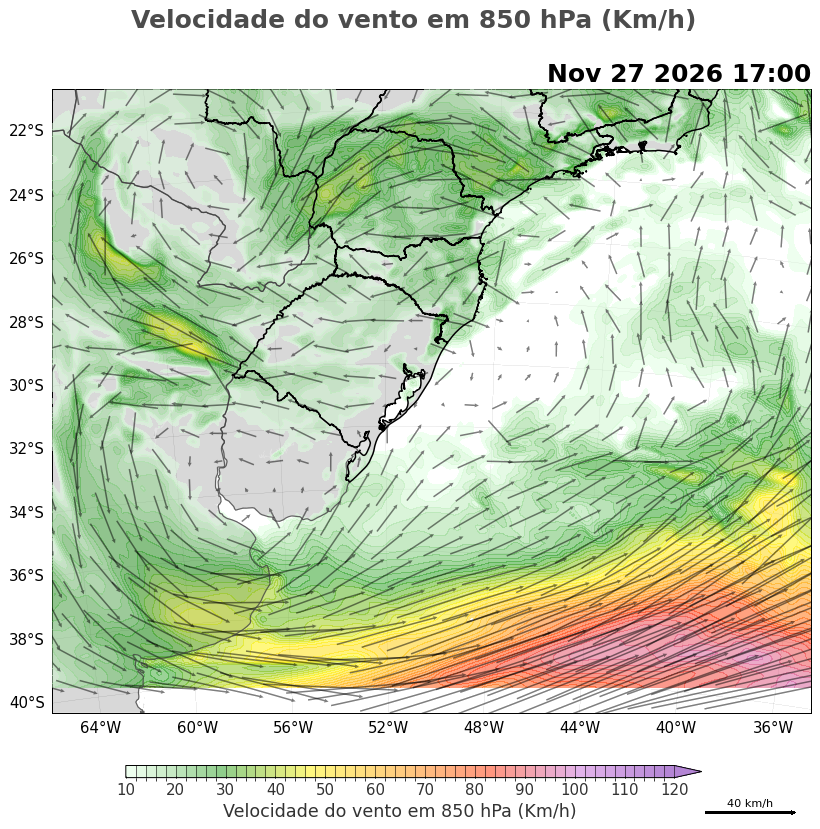 Velocidade do vento em 850 hPa (Km/h)
Nov 27 2026 17:00
22°S
24°S
26°S
28°S
30°S
32°S
34°S
36°S
38°S
40°S
64°W 60°W 56°W 52°W 48°W 44°W 40°W 36°W
10 20 30 40 50 60 70 80 90 100 110 120
Velocidade do vento em 850 hPa (Km/h)
40 km/h